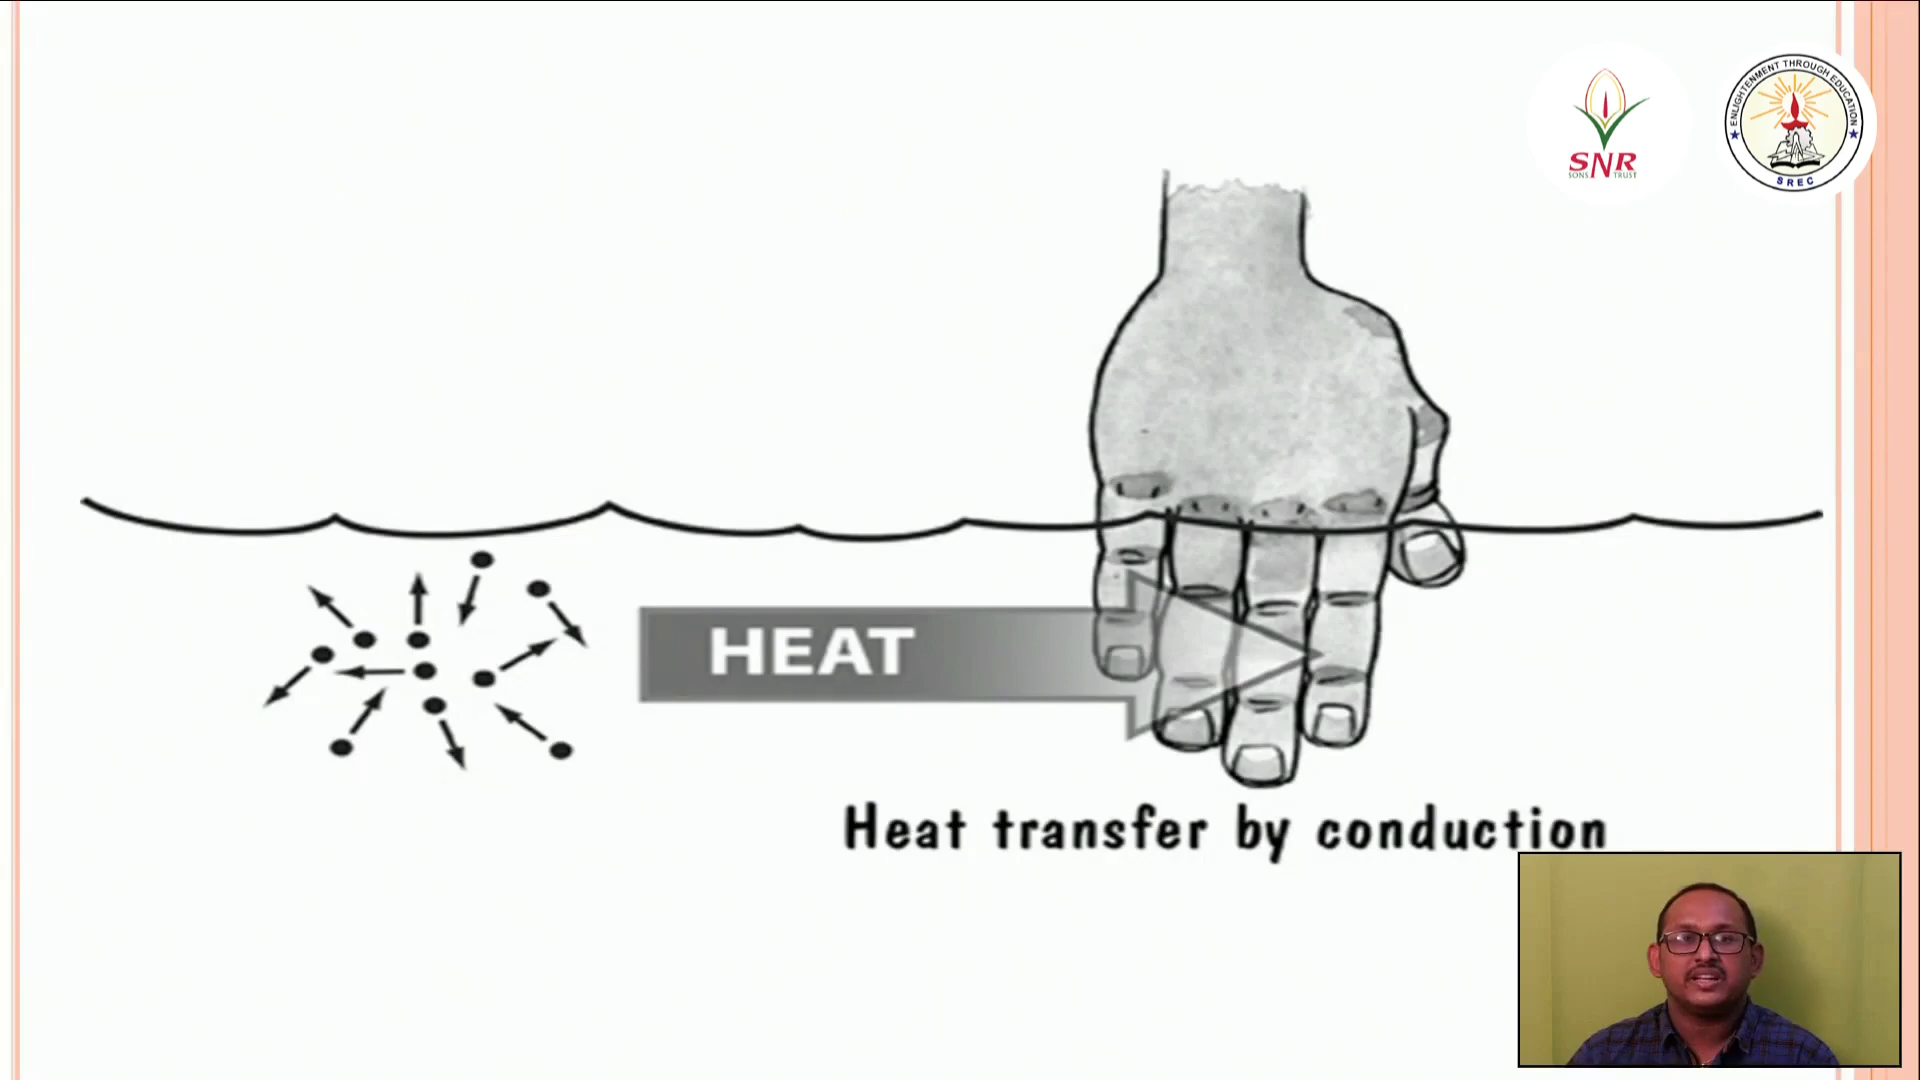 ENLIGHTENMENT THROUGH EDUCATION
SREC
SNR
SONS TRUST
HEAT
Heat transfer by conduction